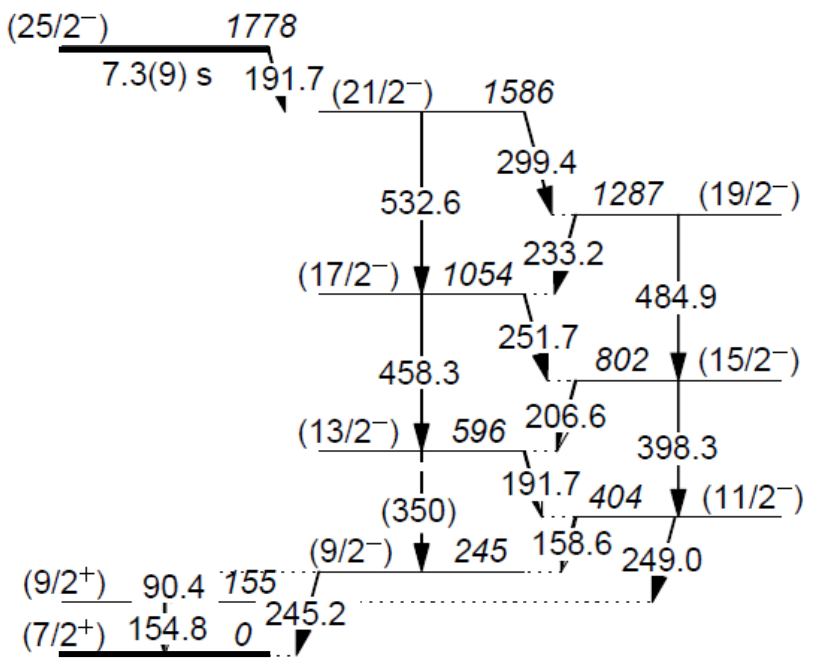 (25/2⁻) 1778
7.3(9) s 191.7
(21/2⁻) 1586
299.4
532.6 1287 (19/2⁻)
233.2
(17/2⁻) 1054 484.9
251.7
458.3 802 (15/2⁻)
206.6
(13/2⁻) 596 398.3
191.7 404 (11/2⁻)
(350)
(9/2⁻) 245 158.6 249.0
(9/2⁺) 90.4 155 245.2
(7/2⁺) 154.8 0